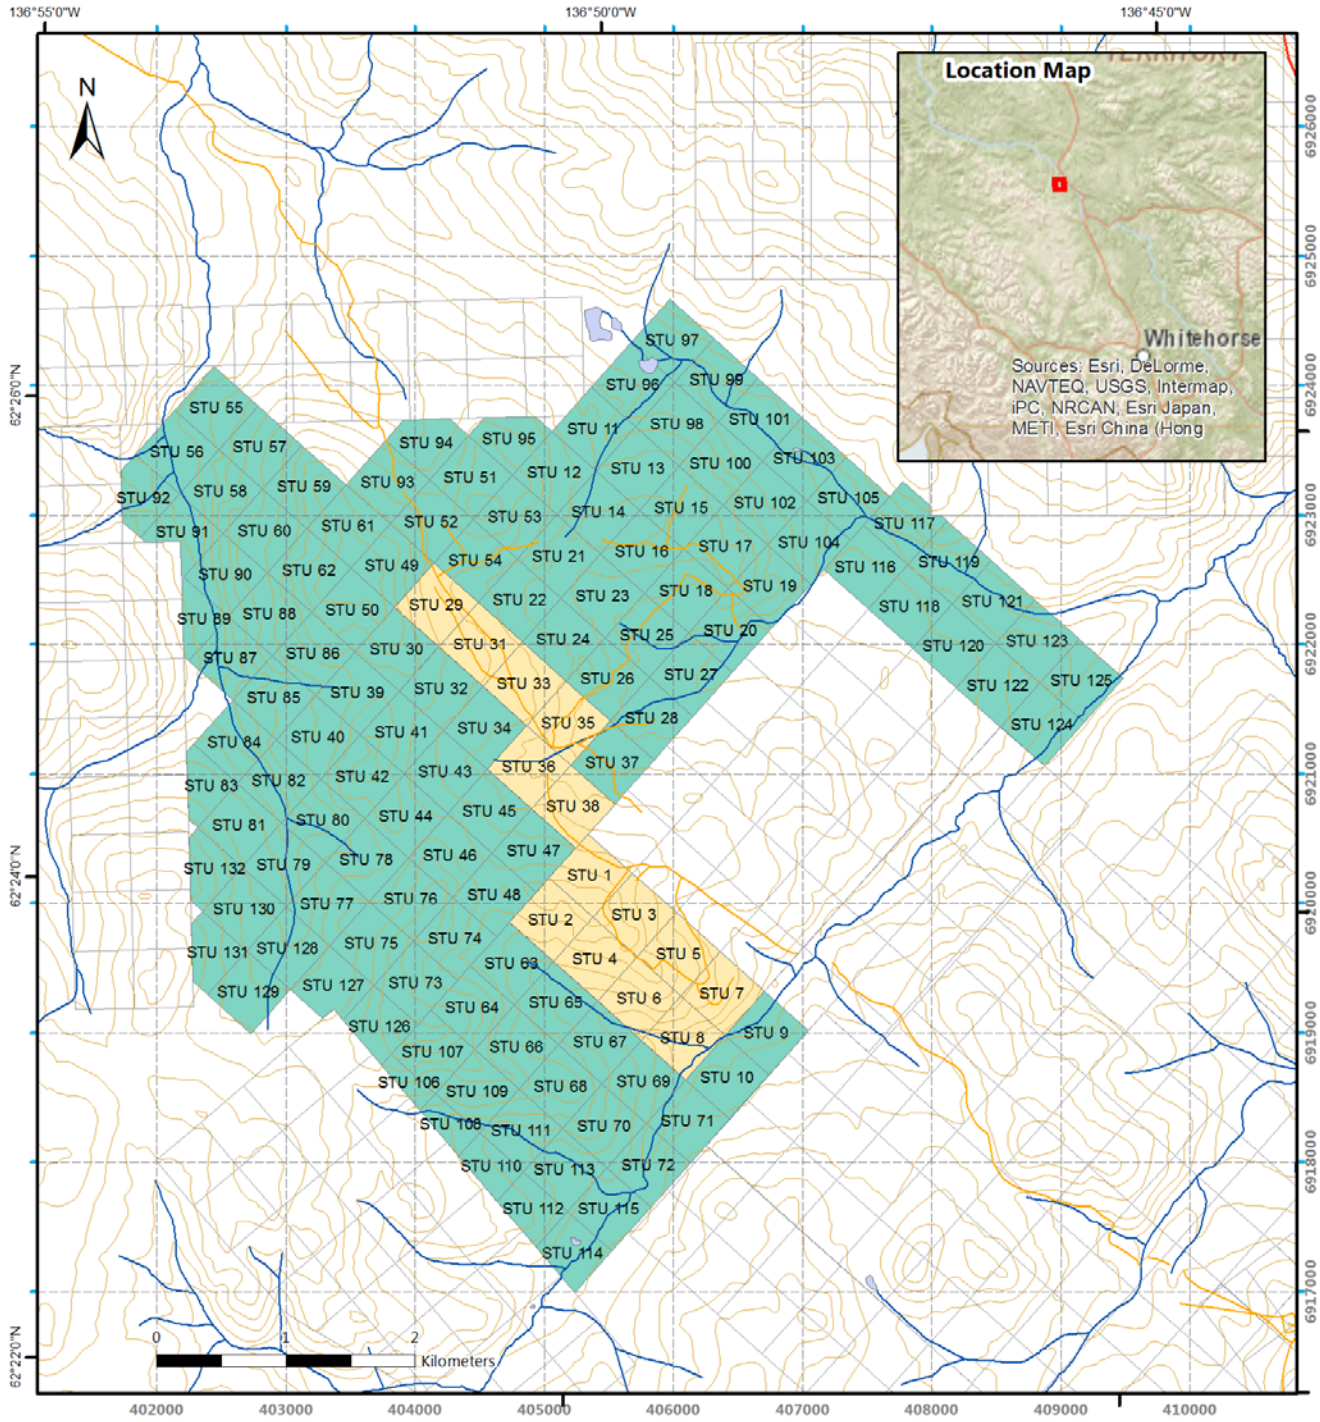 136°55'0"W
136°50'0"W
136°45'0"W
N
Location Map
TERRITORY
Whitehorse
Sources: Esri, DeLorme,
NAVTEQ, USGS, Intermap,
iPC, NRCAN, Esri Japan,
METI, Esri China (Hong
6926000
6925000
6924000
6923000
6922000
6921000
6920000
6919000
6918000
6917000
62°26'0"N
62°24'0"N
62°22'0"N
STU 97
STU 96
STU 99
STU 55
STU 11
STU 98
STU 101
STU 56
STU 57
STU 94
STU 95
STU 92
STU 58
STU 59
STU 93
STU 51
STU 12
STU 13
STU 100
STU 103
STU 91
STU 60
STU 61
STU 52
STU 53
STU 14
STU 15
STU 102
STU 105
STU 117
STU 90
STU 62
STU 49
STU 54
STU 21
STU 16
STU 17
STU 104
STU 116
STU 119
STU 89
STU 88
STU 50
STU 29
STU 22
STU 23
STU 18
STU 19
STU 118
STU 121
STU 87
STU 86
STU 30
STU 31
STU 24
STU 25
STU 20
STU 120
STU 123
STU 85
STU 39
STU 32
STU 33
STU 26
STU 27
STU 122
STU 125
STU 84
STU 40
STU 41
STU 34
STU 35
STU 28
STU 124
STU 83
STU 82
STU 42
STU 43
STU 36
STU 37
STU 81
STU 80
STU 44
STU 45
STU 38
STU 132
STU 79
STU 78
STU 46
STU 47
STU 1
STU 130
STU 77
STU 76
STU 48
STU 2
STU 3
STU 131
STU 128
STU 75
STU 74
STU 63
STU 4
STU 5
STU 129
STU 127
STU 73
STU 64
STU 65
STU 6
STU 7
STU 126
STU 107
STU 66
STU 67
STU 8
STU 9
STU 106
STU 109
STU 68
STU 69
STU 10
STU 108
STU 111
STU 70
STU 71
STU 110
STU 113
STU 72
STU 112
STU 115
STU 114
0 1 2
Kilometers
402000
403000
404000
405000
406000
407000
408000
409000
410000